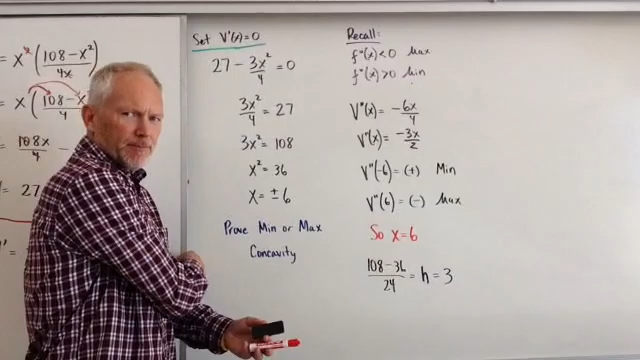 = x² (108 - x² / 4x)
= x (108 - x / 4
108x / 4 -
27
Set V'(x) = 0
27 - 3x² / 4 = 0
3x² / 4 = 27
3x² = 108
x² = 36
x = ± 6
Prove Min or Max
Concavity
Recall:
f"(x) < 0 Max
f"(x) > 0 Min
V"(x) = -6x / 4
V"(x) = -3x / 2
V"(-6) = (+) Min
V"(6) = (-) Max
So x = 6
108 - 36 / 24 = h = 3